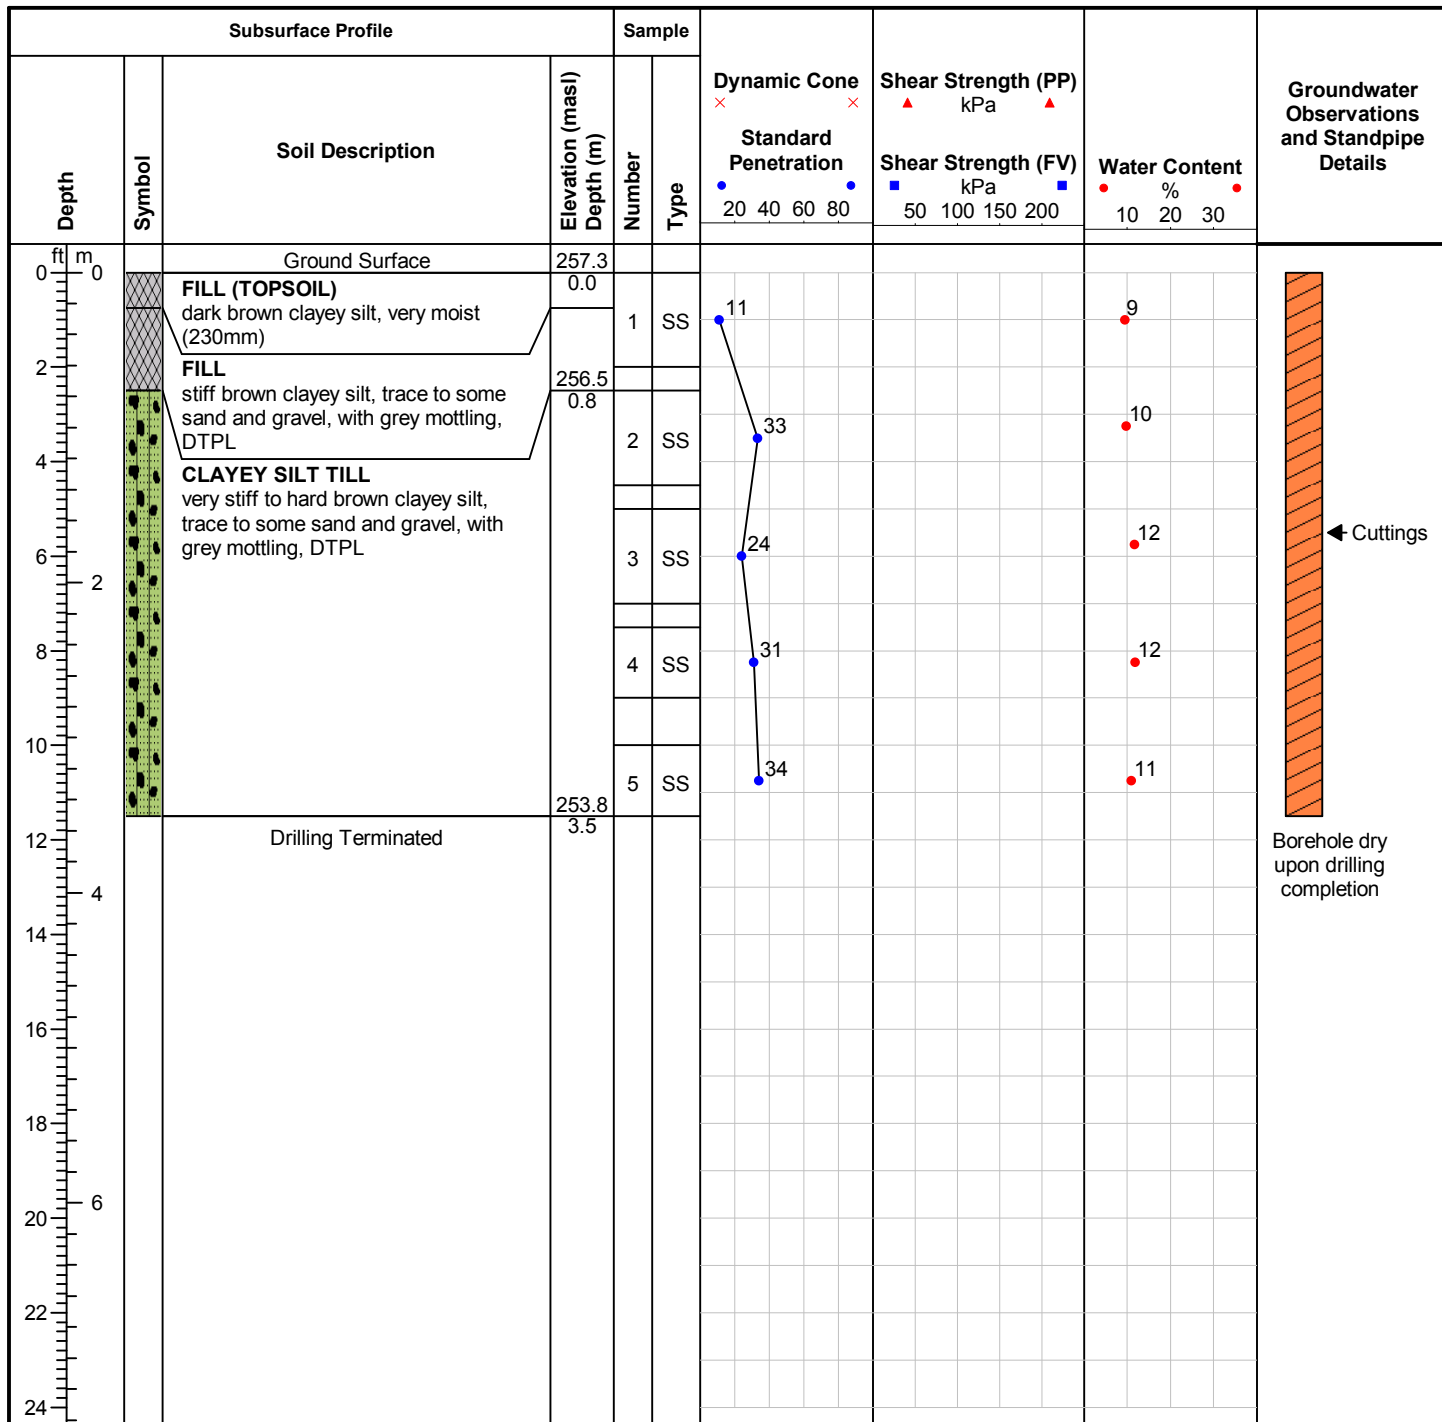 Subsurface Profile
Sample
Depth
Symbol
Soil Description
Elevation (masl)
Depth (m)
Number
Type
Dynamic Cone
Standard
Penetration
20 40 60 80
Shear Strength (PP)
kPa
Shear Strength (FV)
kPa
50 100 150 200
Water Content
%
10 20 30
Groundwater
Observations
and Standpipe
Details
ft m
0 0
2
4
6
2
8
10
12
4
14
16
18
6
20
22
24
Ground Surface
257.3
0.0
FILL (TOPSOIL)
dark brown clayey silt, very moist
(230mm)
FILL
stiff brown clayey silt, trace to some
sand and gravel, with grey mottling,
DTPL
256.5
0.8
CLAYEY SILT TILL
very stiff to hard brown clayey silt,
trace to some sand and gravel, with
grey mottling, DTPL
253.8
3.5
Drilling Terminated
1 SS
2 SS
3 SS
4 SS
5 SS
11
33
24
31
34
9
10
12
12
11
Cuttings
Borehole dry
upon drilling
completion